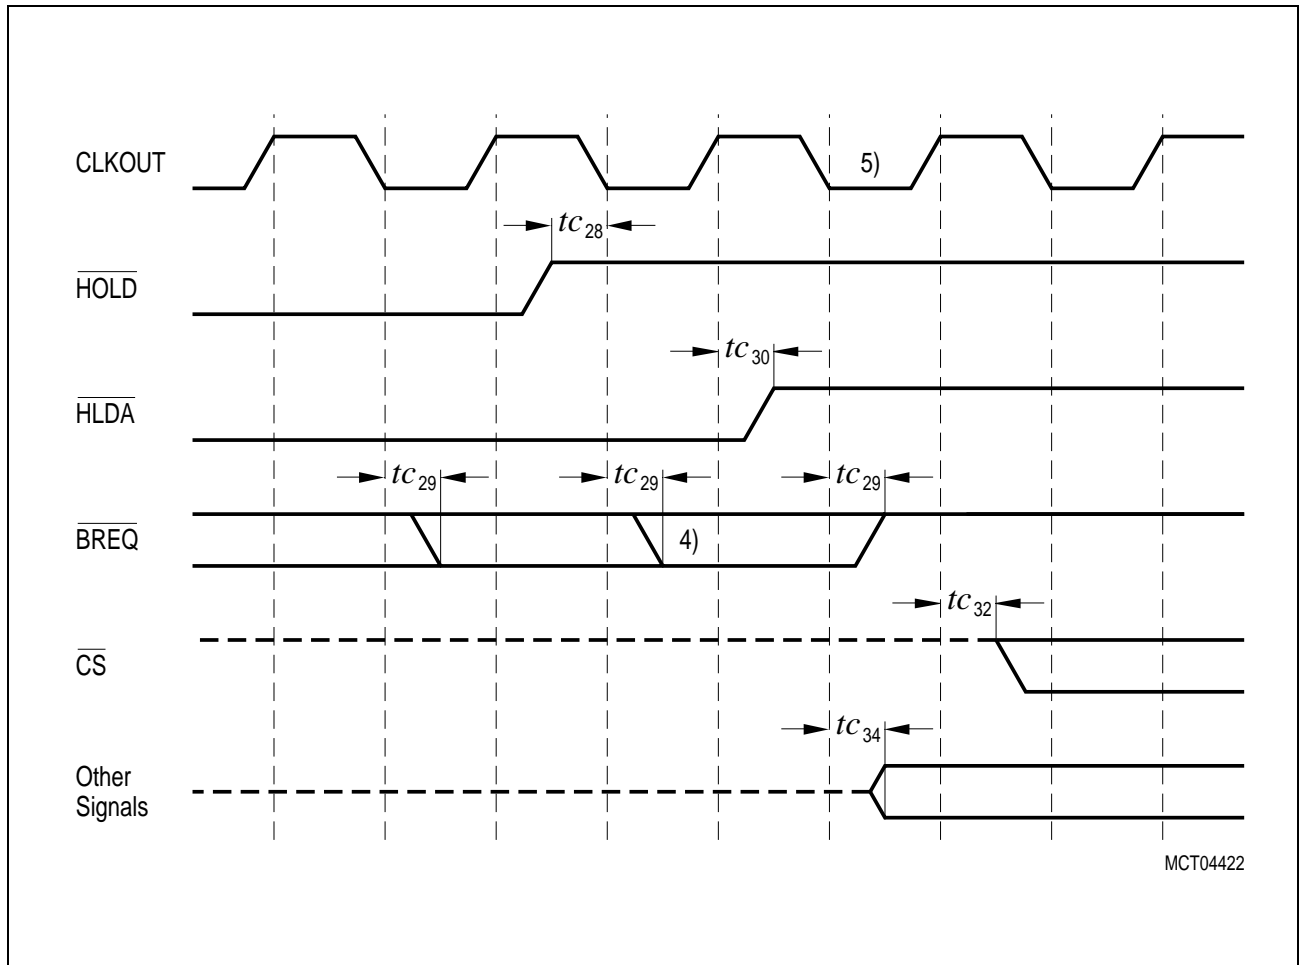 CLKOUT
5)
tc28
HOLD
tc30
HLDA
tc29 tc29 tc29
BREQ
4)
tc32
CS
tc34
Other
Signals
MCT04422